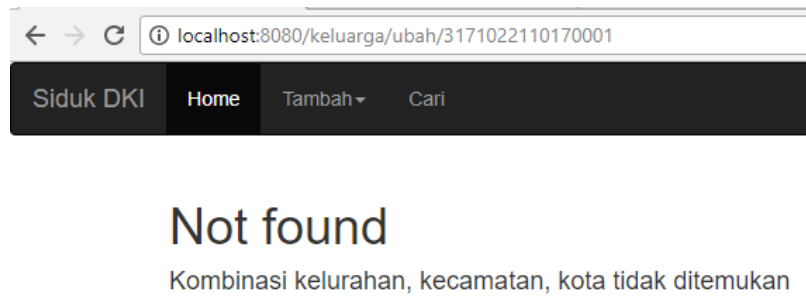 localhost:8080/keluarga/ubah/3171022110170001
Siduk DKI Home Tambah Cari
Not found
Kombinasi kelurahan, kecamatan, kota tidak ditemukan